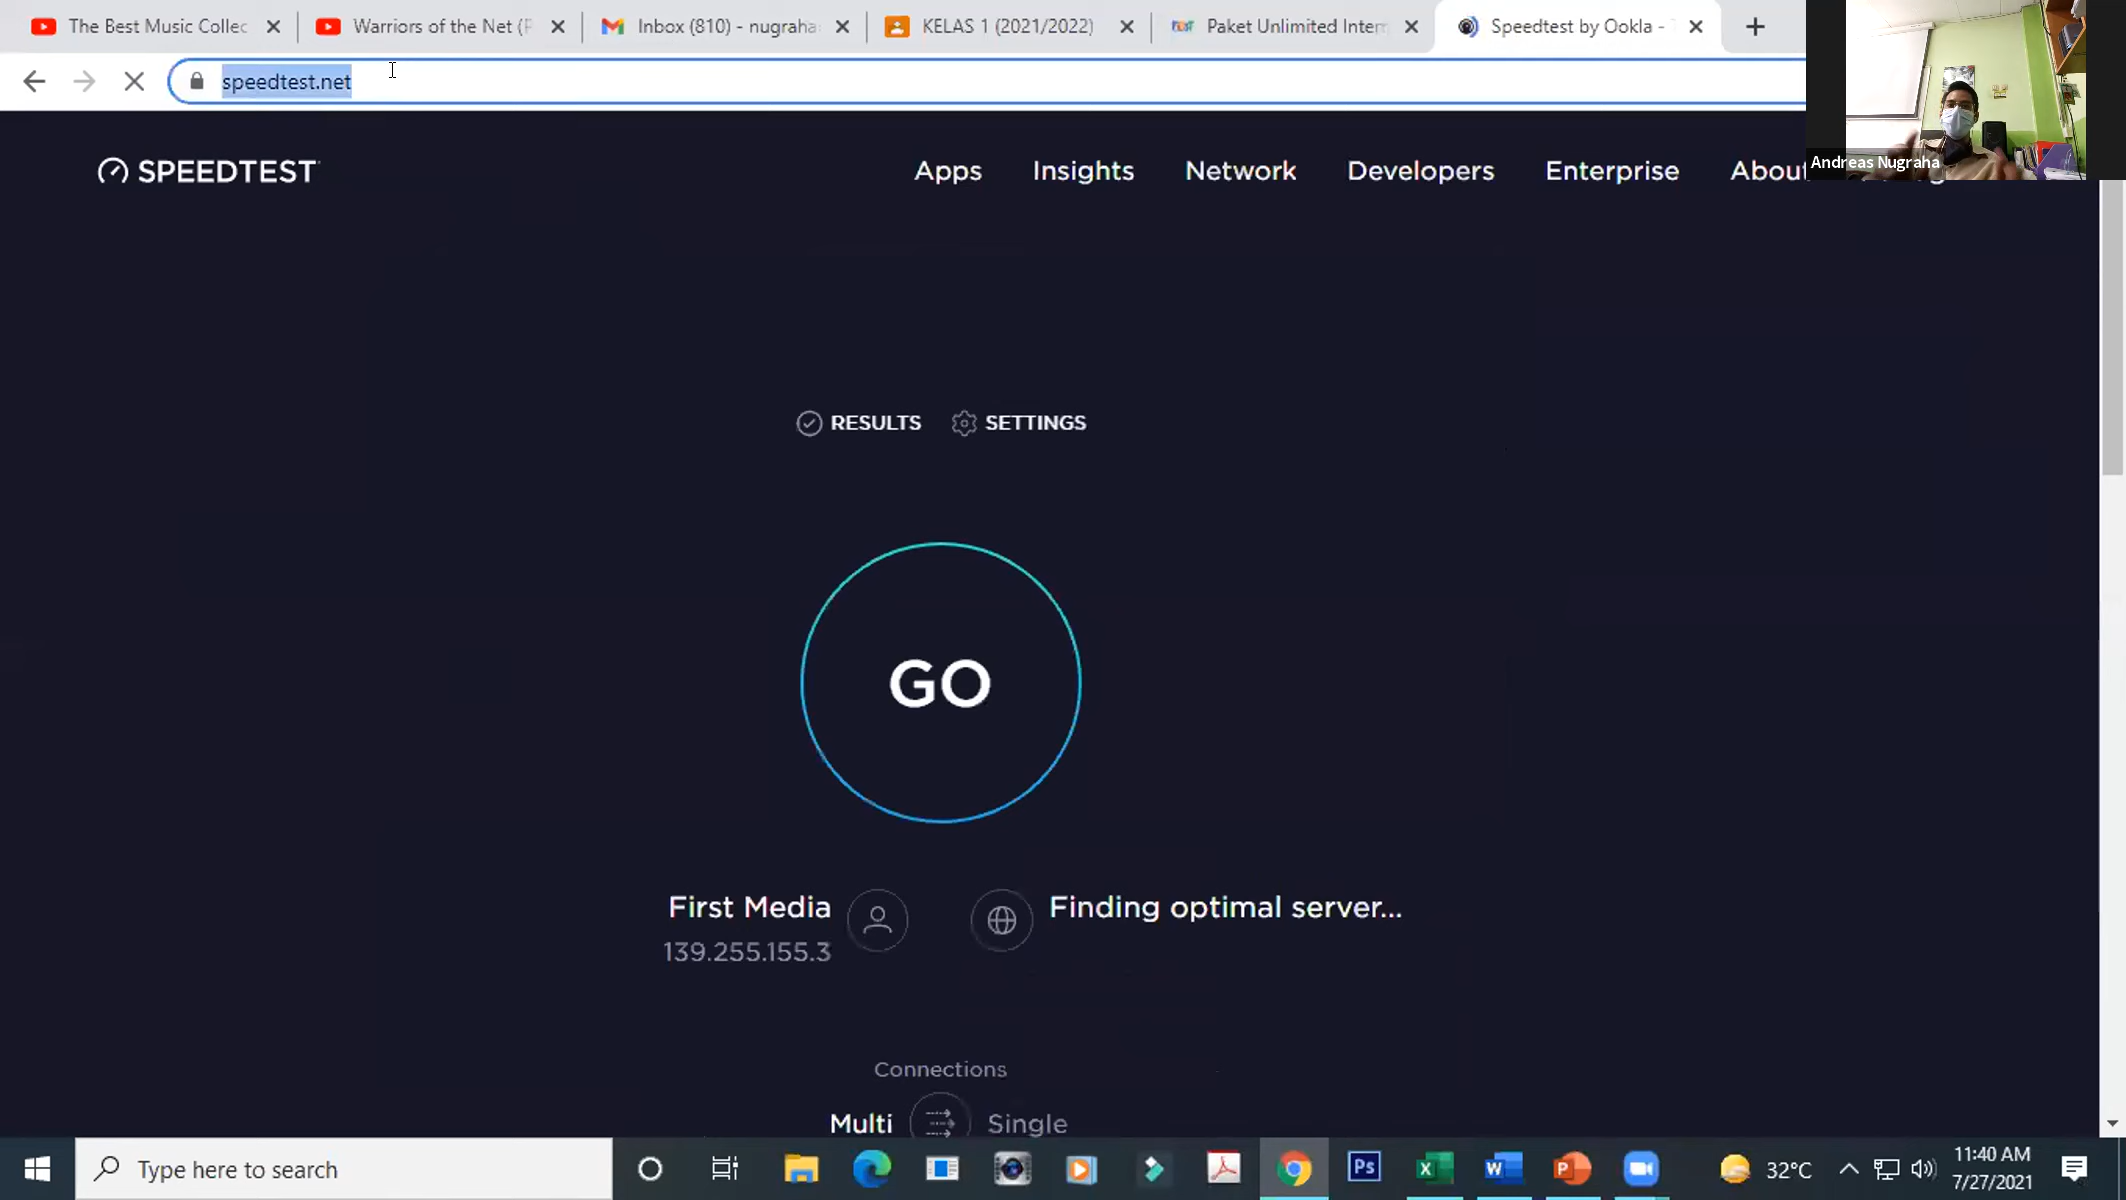 The Best Music Collec
Warriors of the Net (F
Inbox (810) - nugraha
KELAS 1 (2021/2022)
Paket Unlimited Intern
Speedtest by Ookla -
speedtest.net
SPEEDTEST
Apps
Insights
Network
Developers
Enterprise
About
Andreas Nugraha
RESULTS
SETTINGS
GO
First Media
139.255.155.3
Finding optimal server...
Connections
Multi
Single
Type here to search
Ps
32°C
11:40 AM
7/27/2021